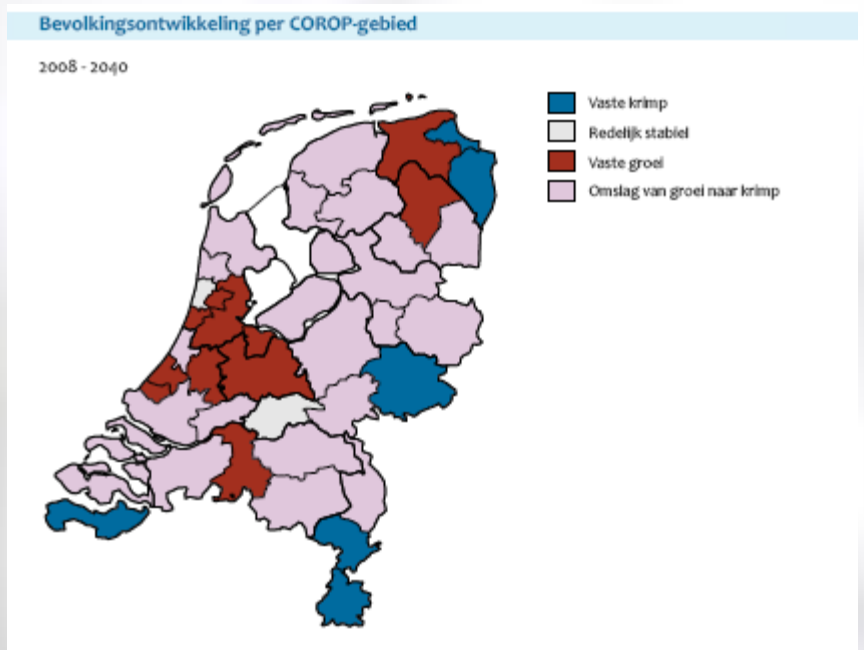 Bevolkingsontwikkeling per COROP-gebied
2008 - 2040
Vaste krimp
Redelijk stabiel
Vaste groei
Omslag van groei naar krimp